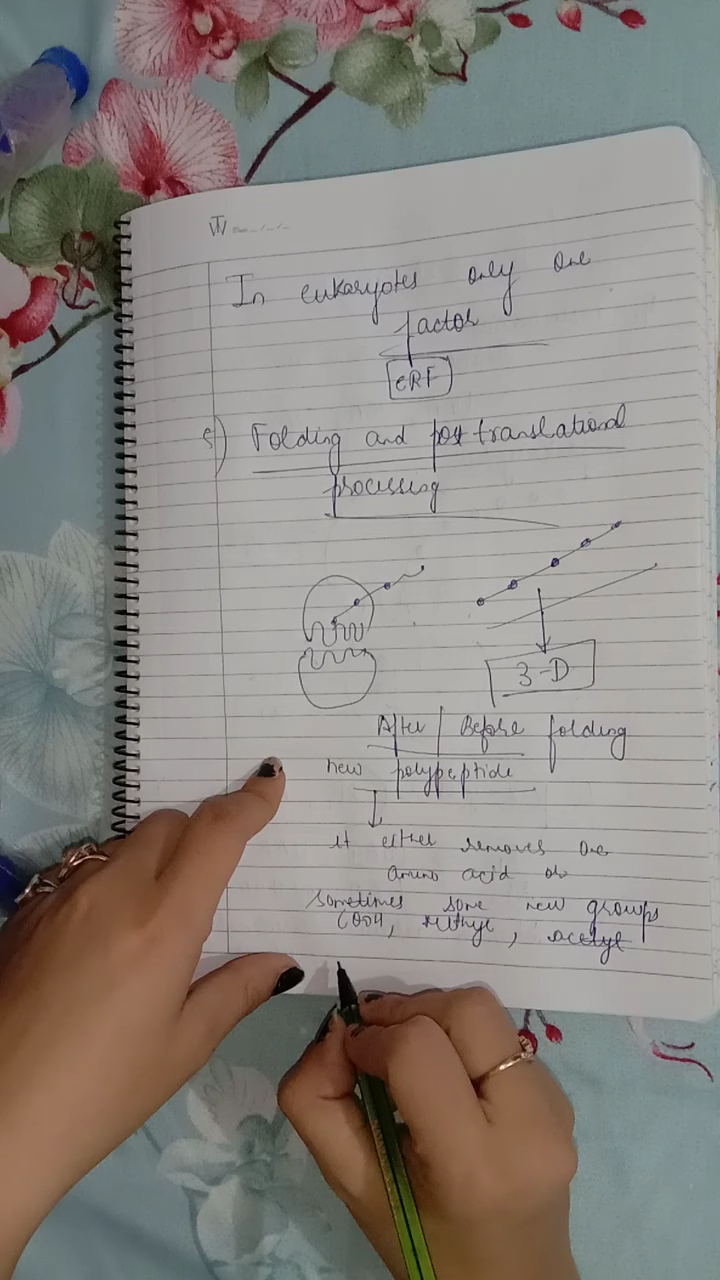 In eukaryotes only one
factor
eRF
5) Folding and post translational
processing
3-D
After / Before folding
new polypeptide
it either removes one
amino acid or
sometimes some new groups
COOH, methyl, acetyl